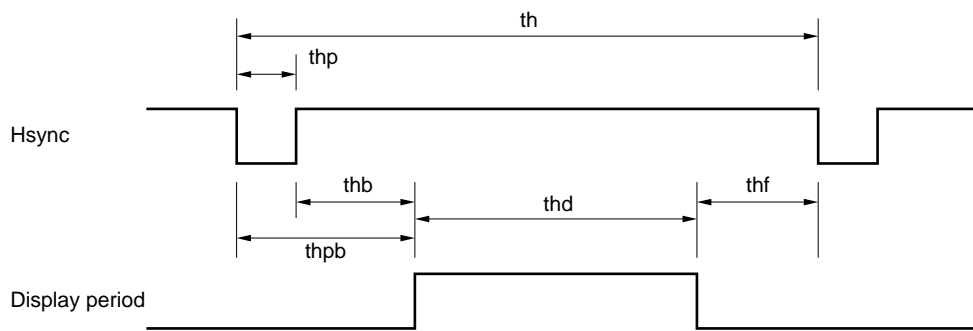 th
thp
Hsync
thb
thf
thd
thpb
Display period